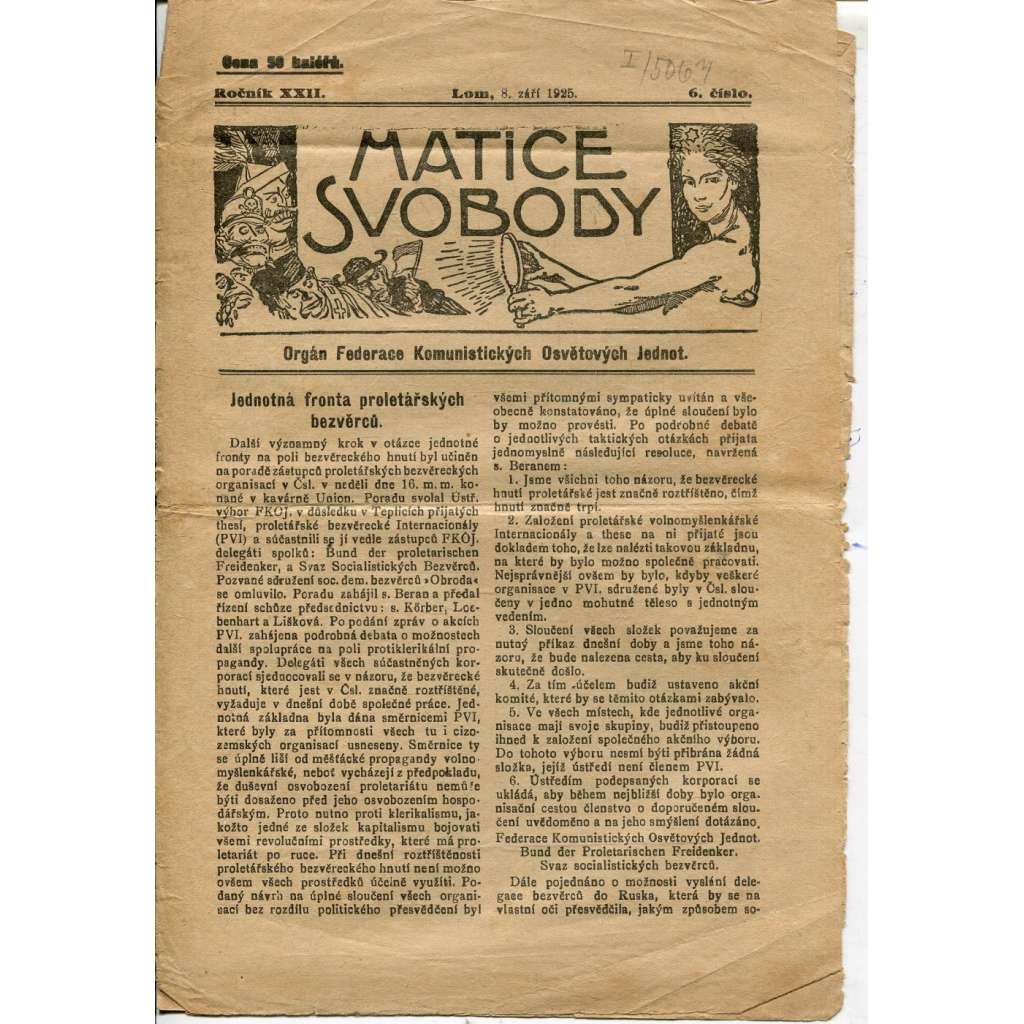 Cena 50 haléřů.
I/5064
Ročník XXII. Lom, 8. září 1925. 6. číslo.
MATICE
SVOBODY
Orgán Federace Komunistických Osvětových Jednot.
Jednotná fronta proletářských
bezvěrců.
Další významný krok v otázce jednotné
fronty na poli bezvěreckého hnutí byl učiněn
na poradě zástupců proletářských bezvěreckých
organisací v Čsl. v neděli dne 16. m. m. ko-
nané v kavárně Union. Poradu svolal Ústř.
výbor FKOJ. v důsledku v Teplicích přijatých
thesí, proletářské bezvěrecké Internacionály
(PVI) a súčastnili se jí vedle zástupců FKOJ.
delegáti spolků: Bund der proletarischen
Freidenker, a Svaz Socialistických Bezvěrců.
Pozvané sdružení soc. dem. bezvěrců »Obroda«
se omluvilo. Poradu zahájil s. Beran a předal
řízení schůze předsednictvu: s. Körber, Loe-
benhart a Lišková. Po podání zpráv o akcích
PVI. zahájena podrobná debata o možnostech
další spolupráce na poli protiklerikální pro-
pagandy. Delegáti všech súčastněných kor-
porací sjednocovali se v názoru, že bezvěrecké
hnutí, které jest v Čsl. značně roztříštěné,
vyžaduje v dnešní době společné práce. Jed-
notná základna byla dána směrnicemi PVI,
které byly za přítomnosti všech tu i cizo-
zemských organisací usneseny. Směrnice ty
se úplně liší od měšťácké propagandy volno-
myšlenkářské, neboť vycházejí z předpokladu,
že duševní osvobození proletariátu nemůže
býti dosaženo před jeho osvobozením hospo-
dářským. Proto nutno proti klerikalismu, ja-
kožto jedné ze složek kapitalismu bojovati
všemi revolučními prostředky, které má pro-
letariát po ruce. Při dnešní roztříštěnosti
proletářského bezvěreckého hnutí není možno
ovšem všech prostředků účelně využíti. Po-
daný návrh na úplné sloučení všech organi-
sací bez rozdílu politického přesvědčení byl
všemi přítomnými sympaticky uvítán a vše-
obecně konstatováno, že úplné sloučení bylo
by možno provésti. Po podrobné debatě
o jednotlivých taktických otázkách přijata
jednomyslně následující resoluce, navržená
s. Beranem:
1. Jsme všichni toho názoru, že bezvěrecké
hnutí proletářské jest značně roztříštěno, čímž
hnutí značně trpí.
2. Založení proletářské volnomyšlenkářské
Internacionály a these na ni přijaté jsou
dokladem toho, že lze nalézti takovou základnu,
na které by bylo možno společně pracovati.
Nejsprávnější ovšem by bylo, kdyby veškeré
organisace v PVI. sdružené byly v Čsl. slou-
čeny v jedno mohutné těleso s jednotným
vedením.
3. Sloučení všech složek považujeme za
nutný příkaz dnešní doby a jsme toho ná-
zoru, že bude nalezena cesta, aby ku sloučení
skutečně došlo.
4. Za tím účelem budiž ustaveno akční
komité, které by se těmito otázkami zabývalo.
5. Ve všech místech, kde jednotlivé orga-
nisace mají svoje skupiny, budiž přistoupeno
ihned k založení společného akčního výboru.
Do tohoto výboru nesmí býti přibrána žádná
složka, jejíž ústředí není členem PVI.
6. Ústředím podepsaných korporací se
ukládá, aby během nejbližší doby bylo orga-
nisační cestou členstvo o doporučeném slou-
čení uvědoměno a na jeho smýšlení dotázáno.
Federace Komunistických Osvětových Jednot.
Bund der Proletarischen Freidenker.
Svaz socialistických bezvěrců.
Dále pojednáno o možnosti vyslání dele-
gace bezvěrců do Ruska, která by se na
vlastní oči přesvědčila, jakým způsobem so-